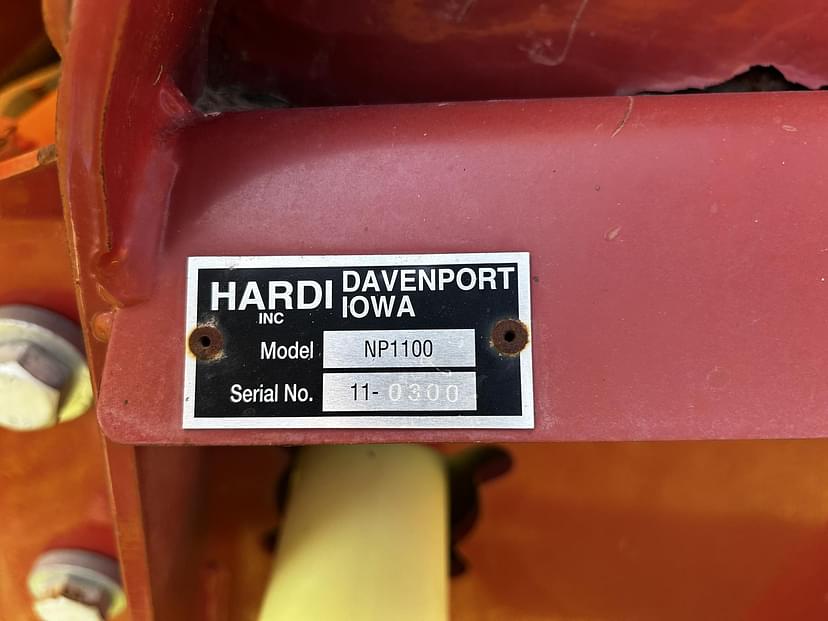 HARDI DAVENPORT
INC IOWA
Model NP1100
Serial No. 11-0300